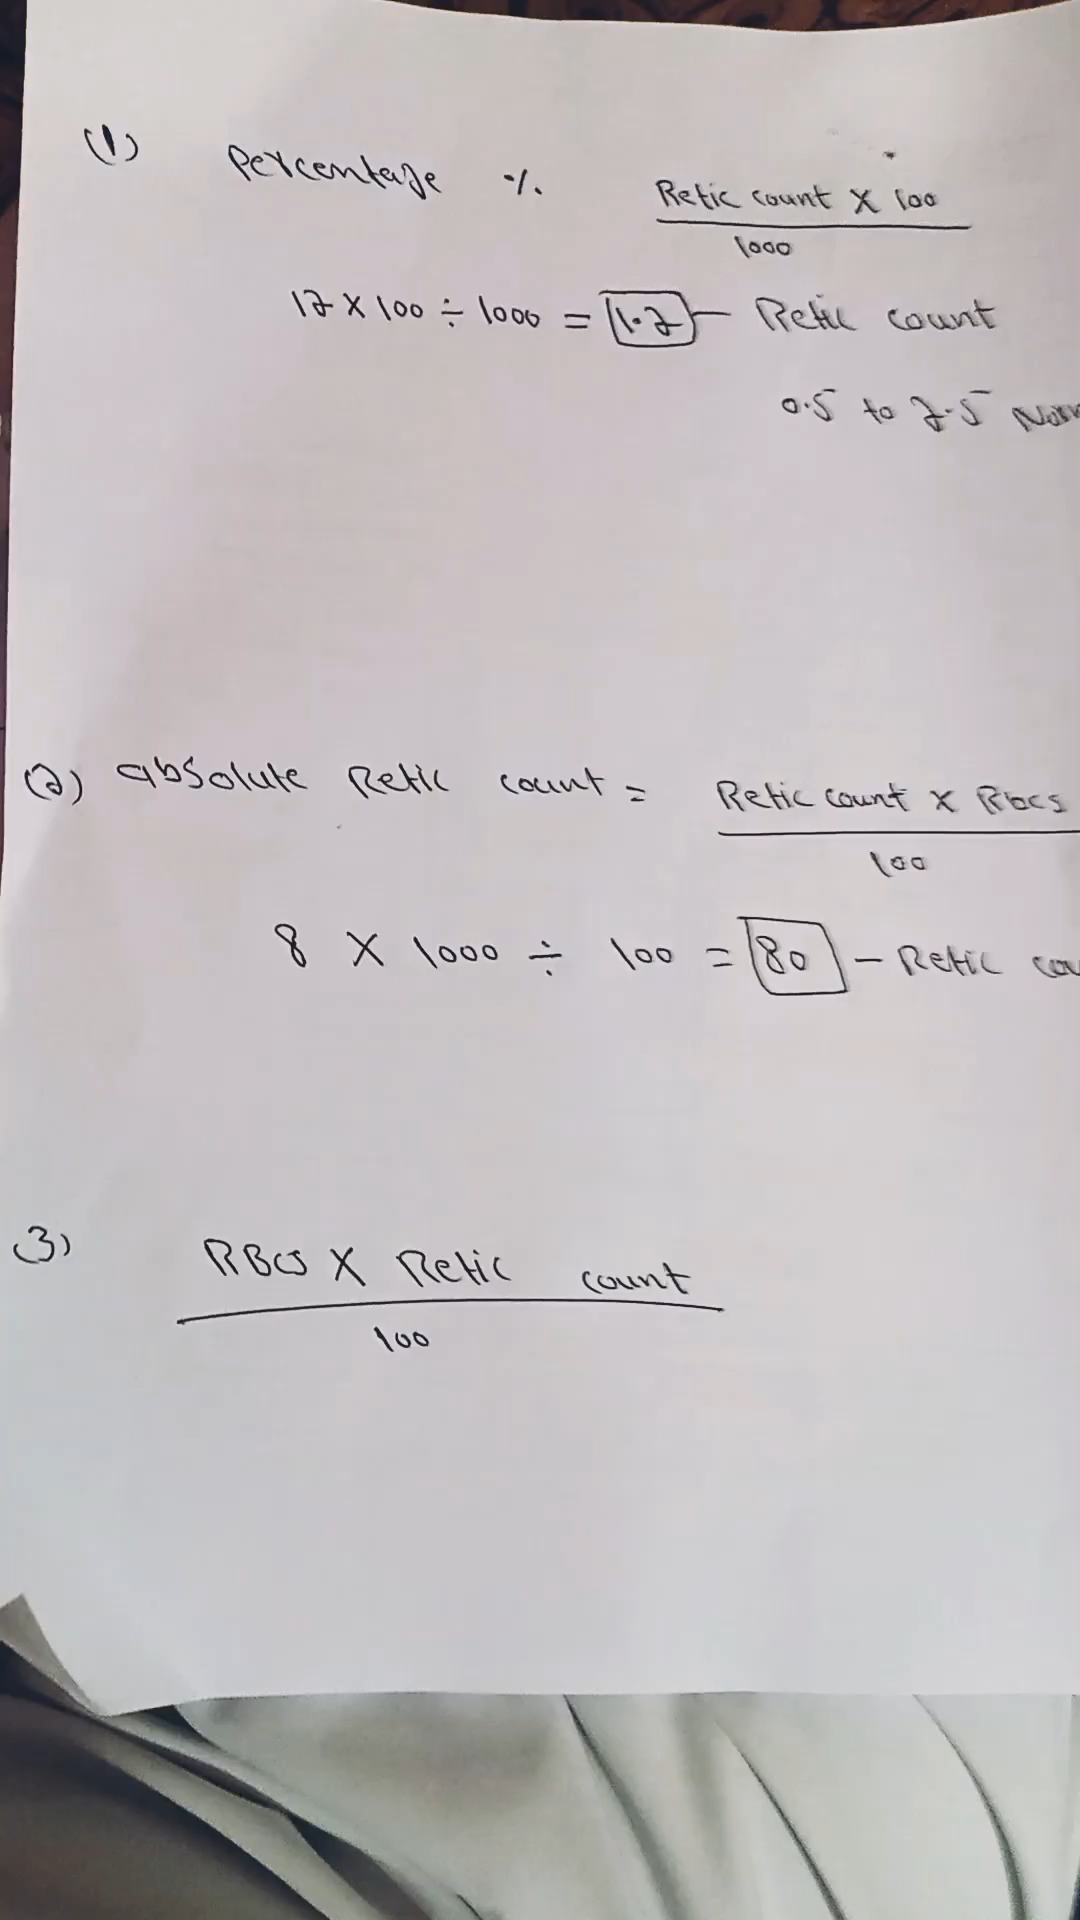 (1) Percentage % Retic count X 100
1000
17 X 100 ÷ 1000 = 1.7 – Retic count
0.5 to 2.5
(2) absolute Retic count = Retic count x Rbcs
100
8 X 1000 ÷ 100 = 80 – Retic
(3) RBCs X Retic count
100